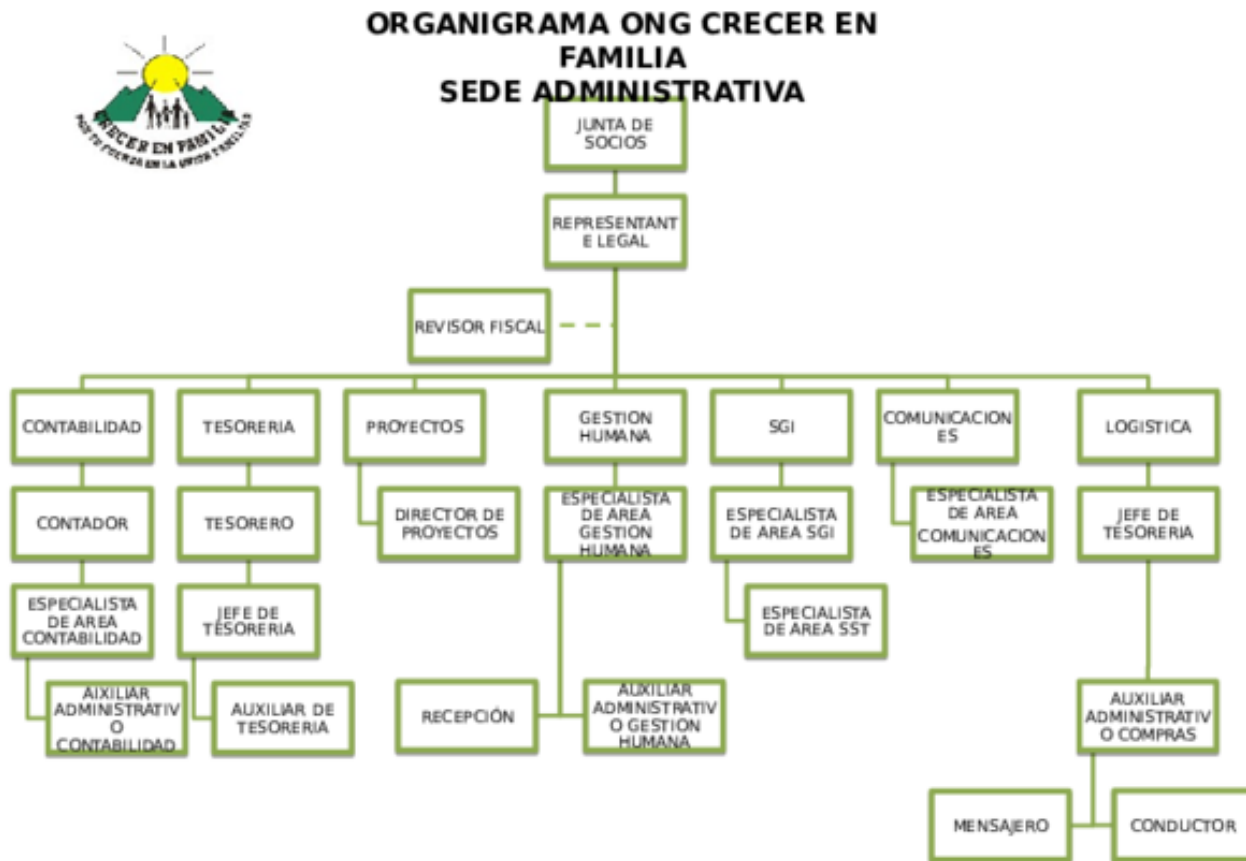 ORGANIGRAMA ONG CRECER EN
FAMILIA
SEDE ADMINISTRATIVA
CRECER EN FAMILIA
JUNTA DE
SOCIOS
REPRESENTANT
E LEGAL
REVISOR FISCAL
CONTABILIDAD
TESORERIA
PROYECTOS
GESTION
HUMANA
SGI
COMUNICACION
ES
LOGISTICA
CONTADOR
TESORERO
DIRECTOR DE
PROYECTOS
ESPECIALISTA
DE AREA
GESTION
HUMANA
ESPECIALISTA
DE AREA SGI
ESPECIALISTA
DE AREA
COMUNICACION
ES
JEFE DE
TESORERIA
ESPECIALISTA
DE AREA
CONTABILIDAD
JEFE DE
TESORERIA
ESPECIALISTA
DE AREA SST
AIXILIAR
ADMINISTRATIV
O
CONTABILIDAD
AUXILIAR DE
TESORERIA
RECEPCIÓN
AUXILIAR
ADMINISTRATIV
O GESTION
HUMANA
AUXILIAR
ADMINISTRATIV
O COMPRAS
MENSAJERO
CONDUCTOR